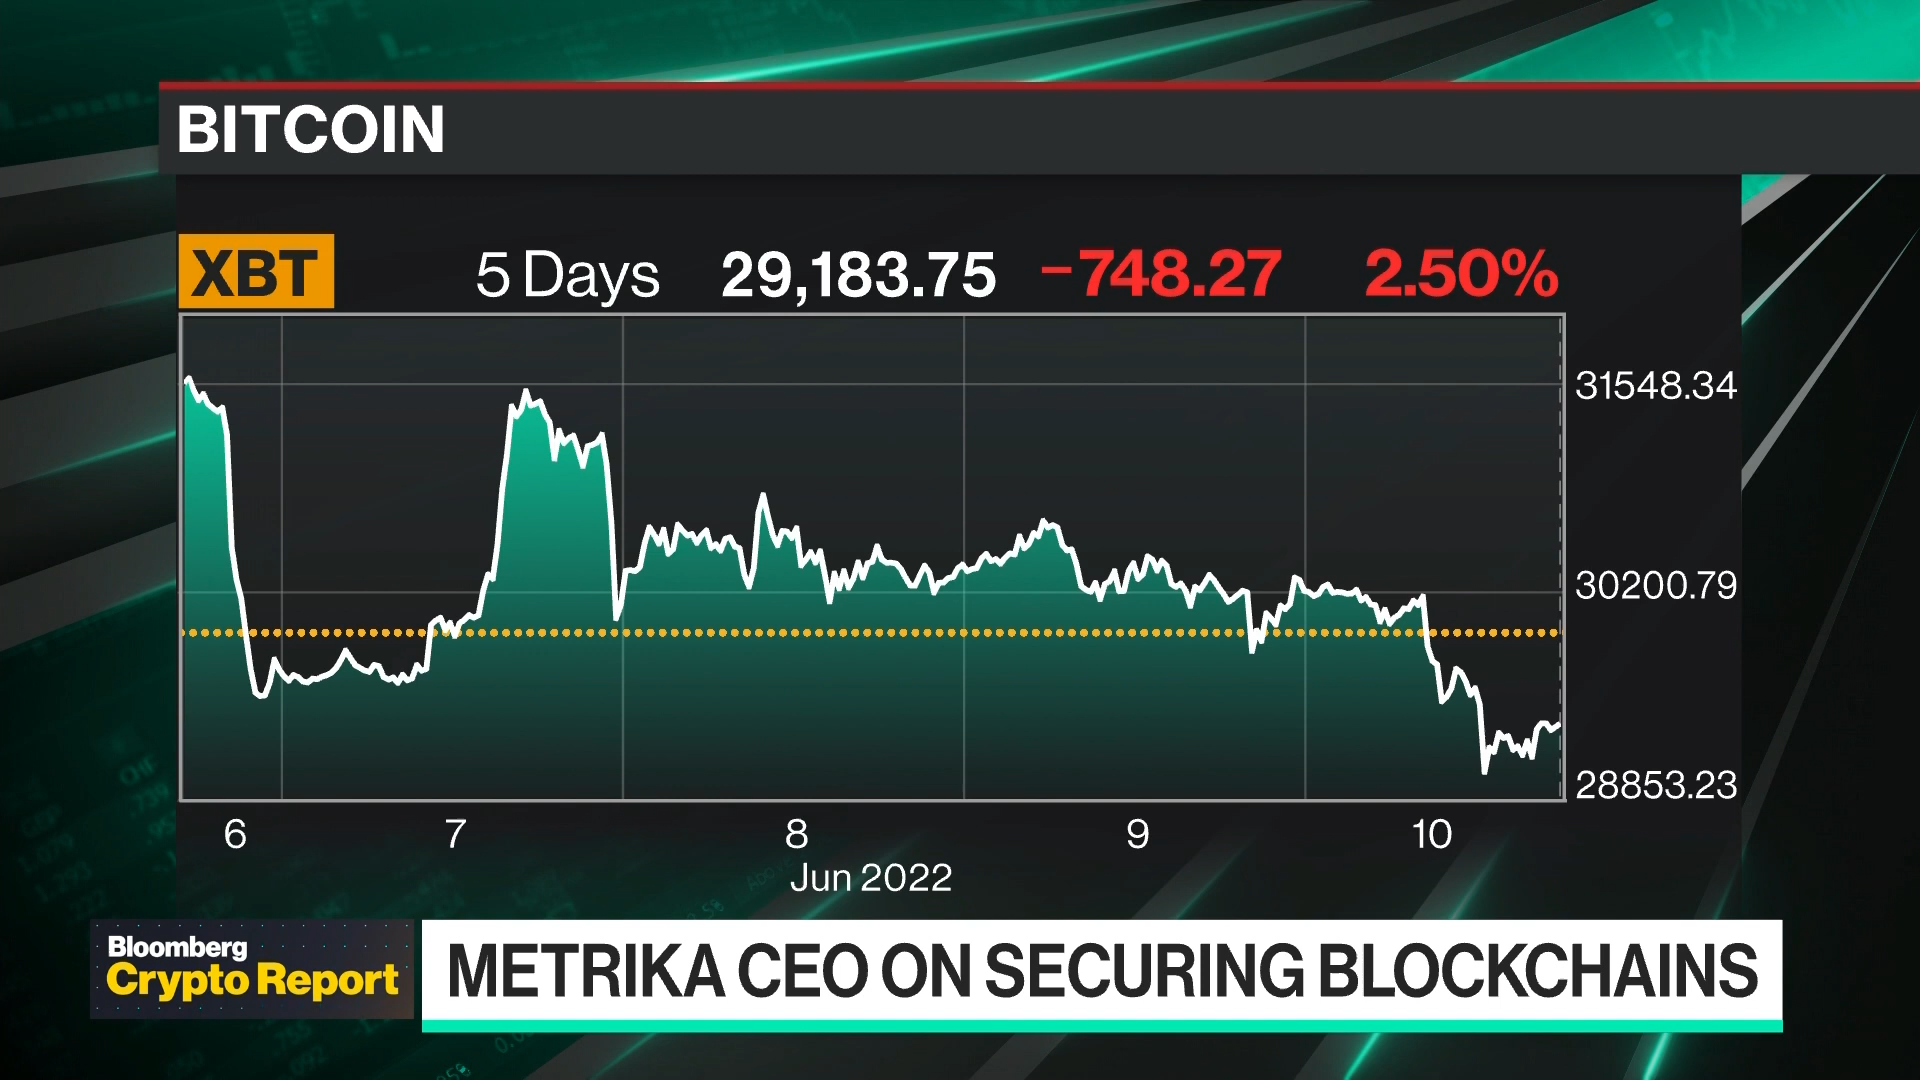 BITCOIN
XBT 5 Days 29,183.75 -748.27 2.50%
31548.34
30200.79
28853.23
6 7 8 9 10
Jun 2022
Bloomberg
Crypto Report
METRIKA CEO ON SECURING BLOCKCHAINS